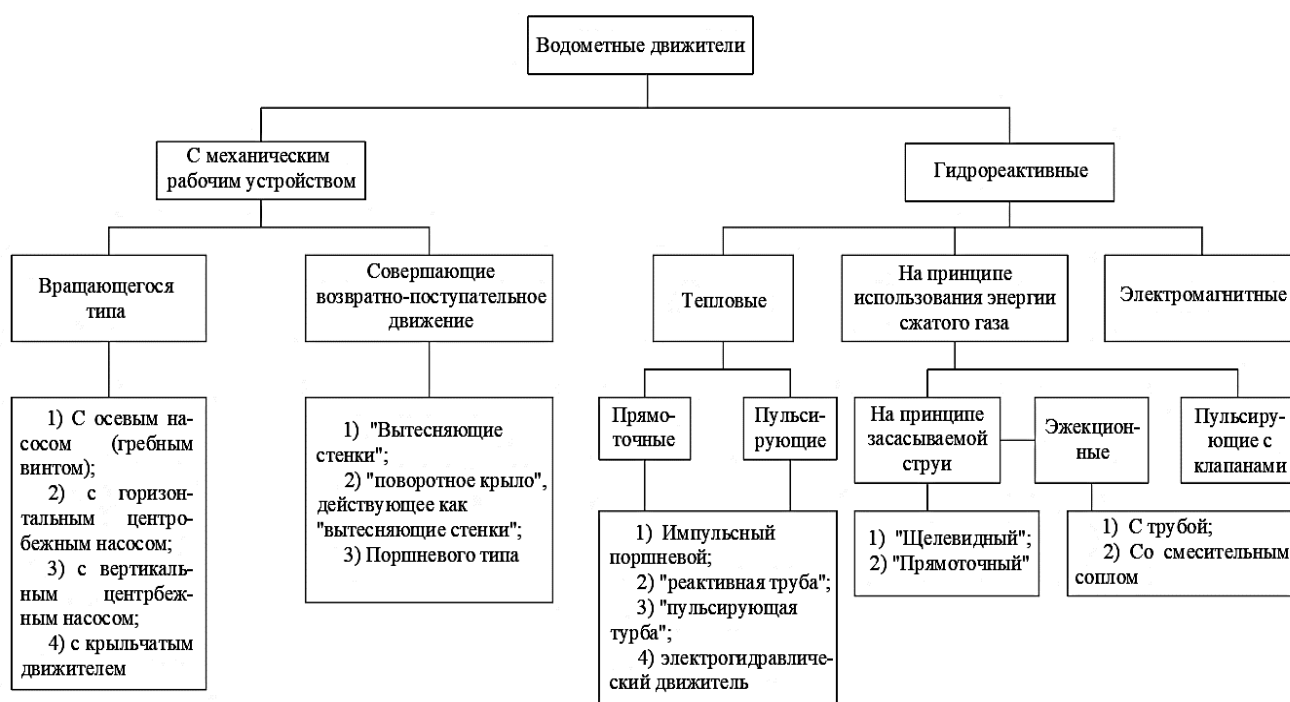 Водометные движители
С механическим
рабочим устройством
Гидрореактивные
Вращающегося
типа
Совершающие
возвратно-поступательное
движение
Тепловые
На принципе
использования энергии
сжатого газа
Электромагнитные
1) С осевым на-
сосом (гребным
винтом);
2) с горизон-
тальным центро-
бежным насосом;
3) с вертикаль-
ным центрбеж-
ным насосом;
4) с крыльчатым
движителем
1) "Вытесняющие
стенки";
2) "поворотное крыло",
действующее как
"вытесняющие стенки";
3) Поршневого типа
Прямо-
точные
Пульси-
рующие
На принципе
засасываемой
струи
Эжекцион-
ные
Пульсиру-
ющие с
клапанами
1) Импульсный
поршневой;
2) "реактивная труба";
3) "пульсирующая
турба";
4) электрогидравличе-
ский движитель
1) "Щелевидный";
2) "Прямоточный"
1) С трубой;
2) Со смесительным
соплом